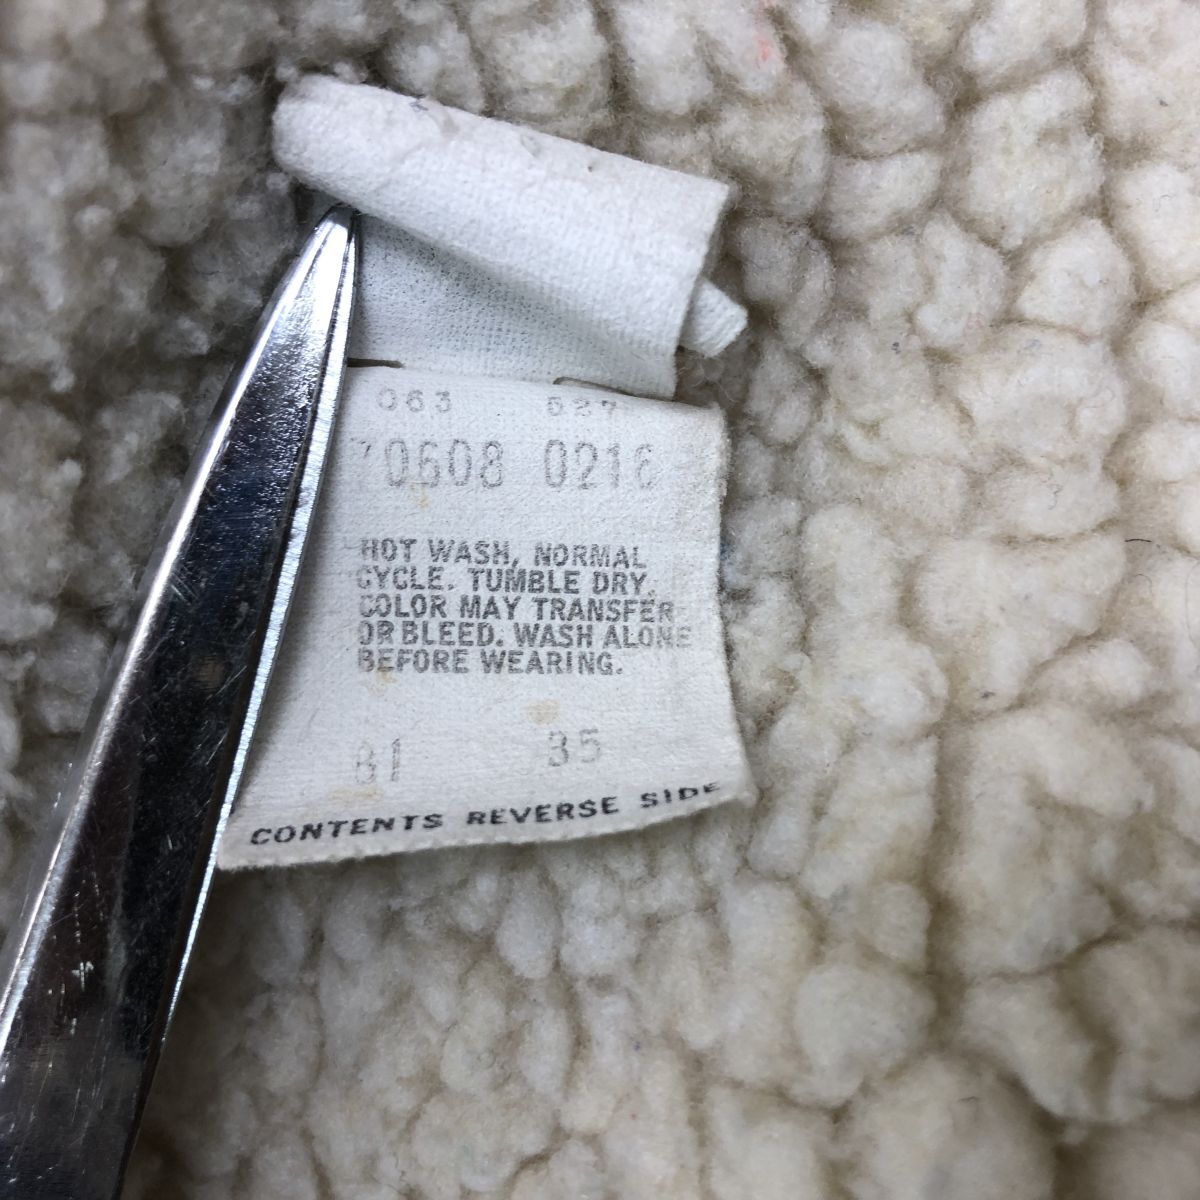 063 527
70608 0216
HOT WASH, NORMAL
CYCLE. TUMBLE DRY.
COLOR MAY TRANSFER
OR BLEED. WASH ALONE
BEFORE WEARING.
81 35
CONTENTS REVERSE SIDE